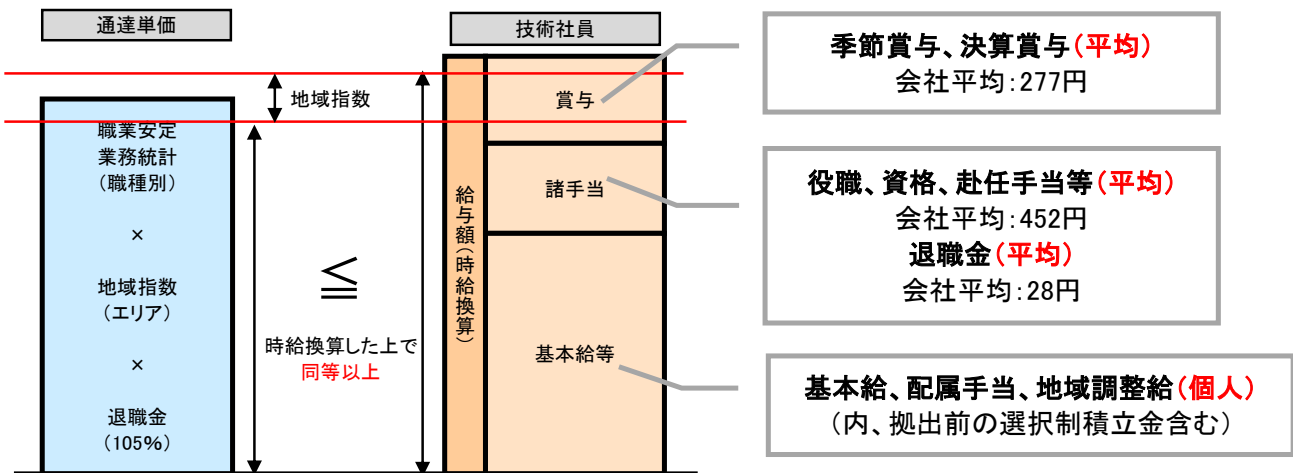 通達単価
職業安定
業務統計
（職種別）
×
地域指数
（エリア）
×
退職金
（105％）
地域指数
≦
時給換算した上で
同等以上
技術社員
給与額（時給換算）
賞与
諸手当
基本給等
季節賞与、決算賞与（平均）
会社平均：277円
役職、資格、赴任手当等（平均）
会社平均：452円
退職金（平均）
会社平均：28円
基本給、配属手当、地域調整給（個人）
（内、拠出前の選択制積立金含む）